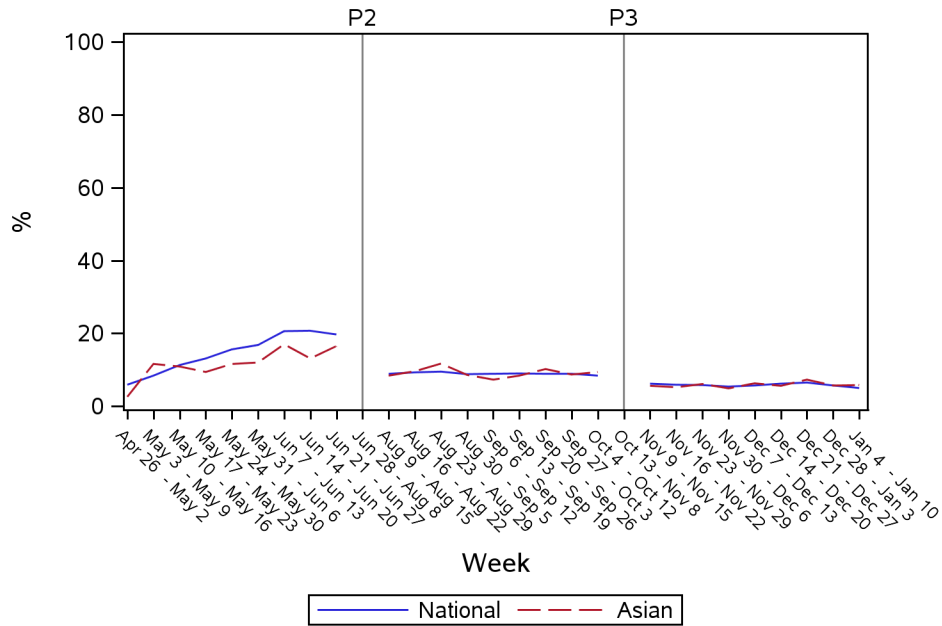 P2 P3
100
80
60
40
20
0
%
Apr 26 - May 2
May 3 - May 9
May 10 - May 16
May 17 - May 23
May 24 - May 30
May 31 - Jun 6
Jun 7 - Jun 13
Jun 14 - Jun 20
Jun 21 - Jun 27
Jun 28 - Aug 8
Aug 9 - Aug 15
Aug 16 - Aug 22
Aug 23 - Aug 29
Aug 30 - Sep 5
Sep 6 - Sep 12
Sep 13 - Sep 19
Sep 20 - Sep 26
Sep 27 - Oct 3
Oct 4 - Oct 12
Oct 13 - Nov 8
Nov 9 - Nov 15
Nov 16 - Nov 22
Nov 23 - Nov 29
Nov 30 - Dec 6
Dec 7 - Dec 13
Dec 14 - Dec 20
Dec 21 - Dec 27
Dec 28 - Jan 3
Jan 4 - Jan 10
Week
National Asian